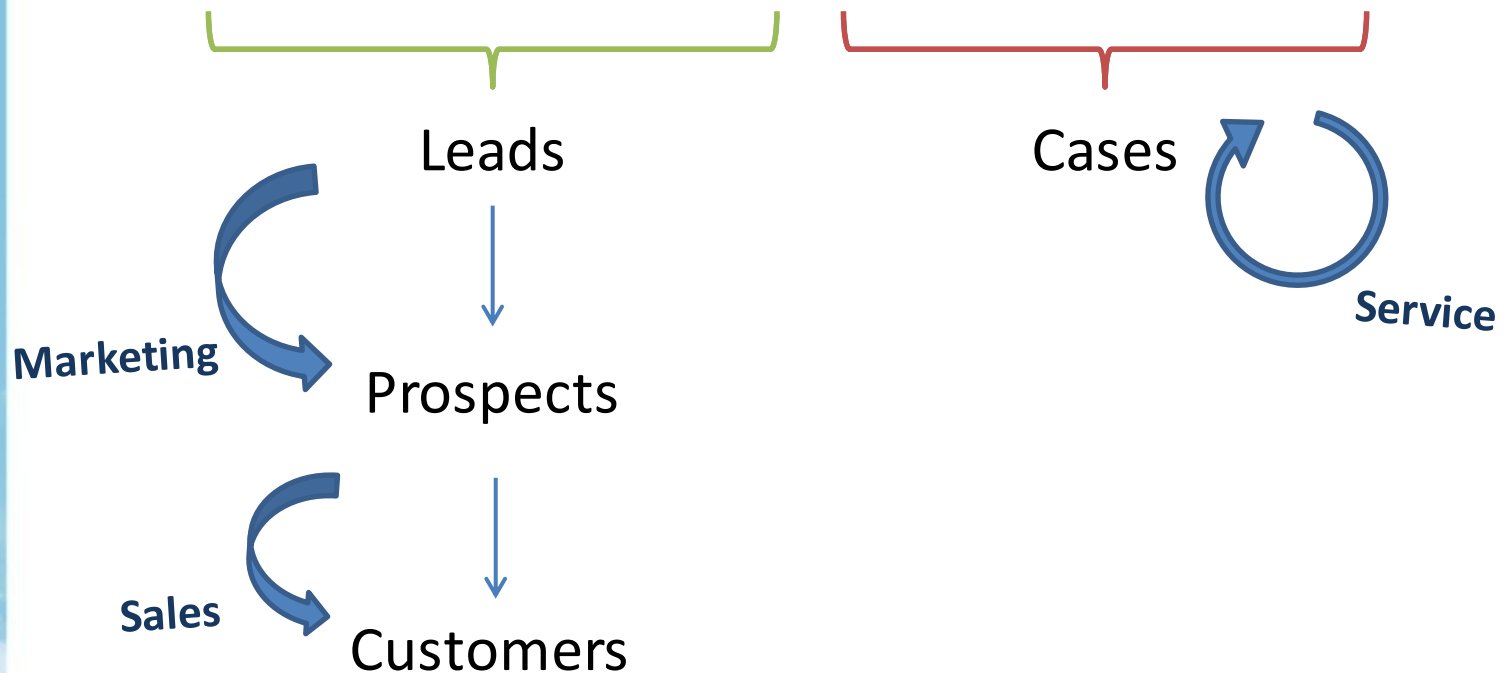 Leads
Cases
Service
Marketing
Prospects
Sales
Customers